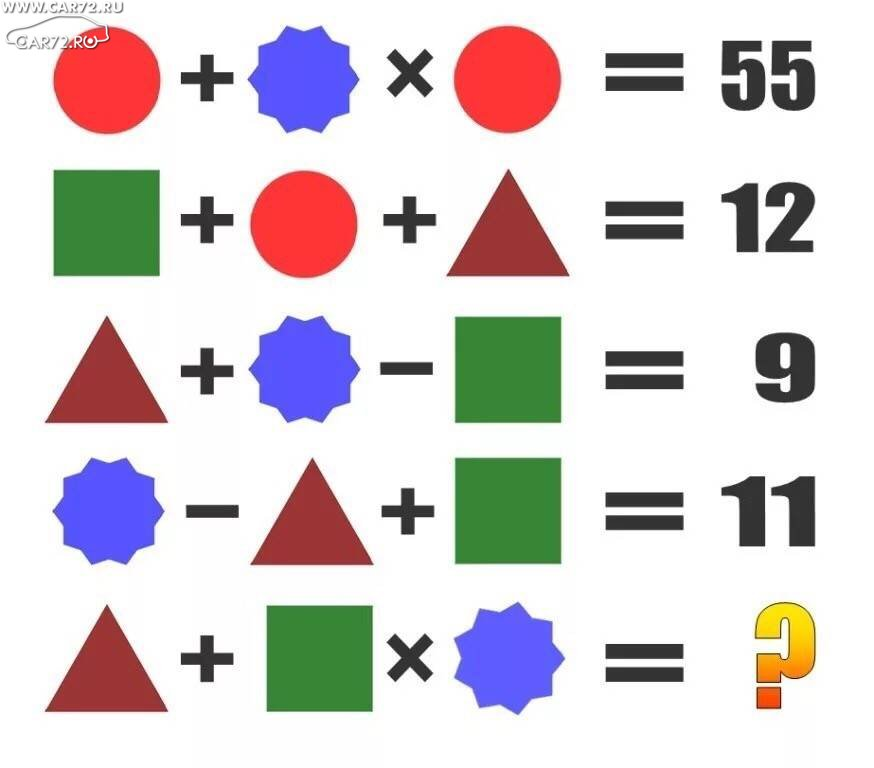 WWW.CAR72.RU
CAR72.RU
+ × = 55
+ + = 12
+ - = 9
- + = 11
+ × = ?